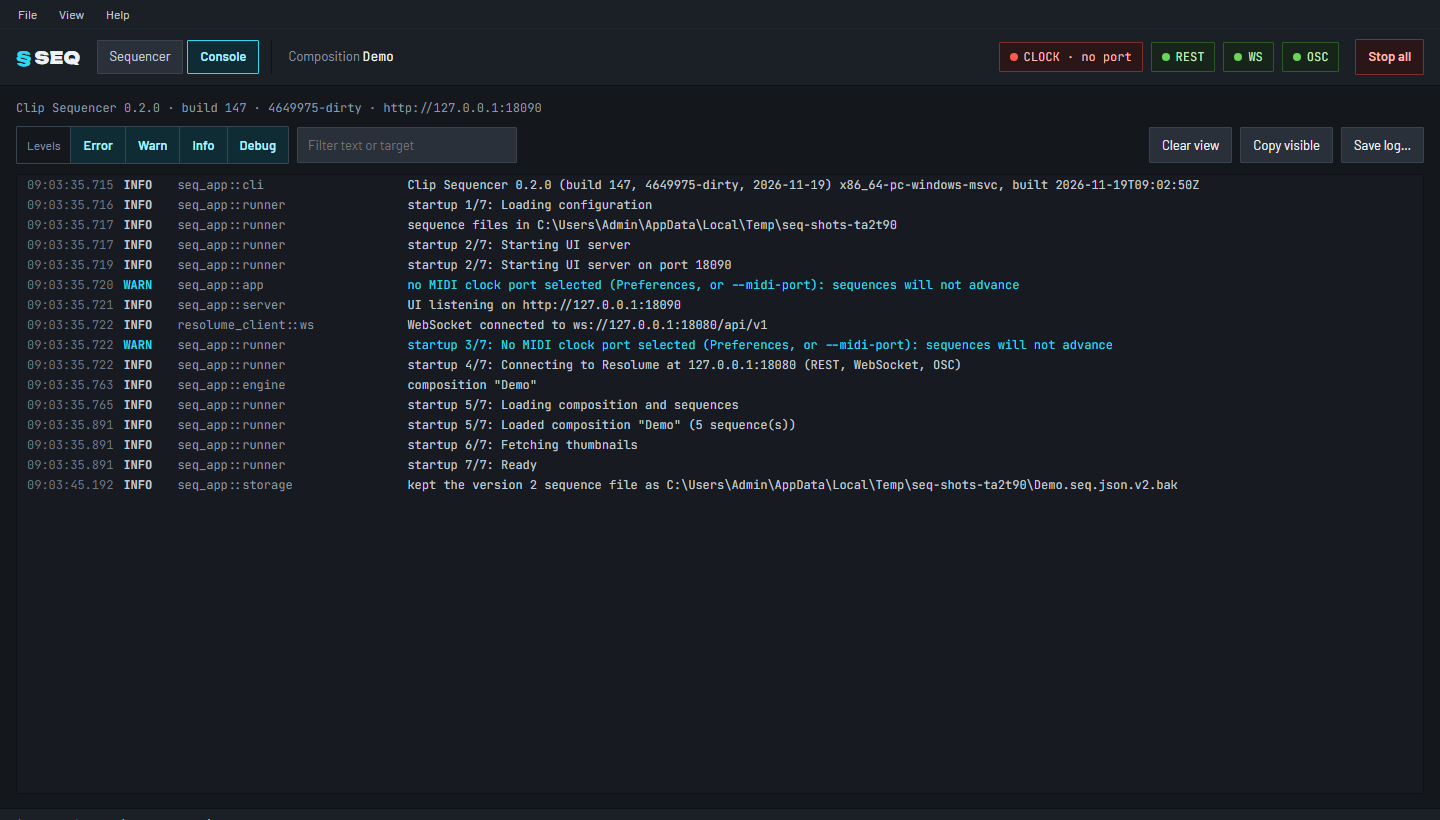 File View Help
§ SEQ Sequencer Console Composition Demo CLOCK · no port REST WS OSC Stop all
Clip Sequencer 0.2.0 · build 147 · 4649975-dirty · http://127.0.0.1:18090
Levels Error Warn Info Debug Filter text or target Clear view Copy visible Save log…
09:03:35.715 INFO seq_app::cli Clip Sequencer 0.2.0 (build 147, 4649975-dirty, 2026-11-19) x86_64-pc-windows-msvc, built 2026-11-19T09:02:50Z
09:03:35.716 INFO seq_app::runner startup 1/7: Loading configuration
09:03:35.717 INFO seq_app::runner sequence files in C:\Users\Admin\AppData\Local\Temp\seq-shots-ta2t90
09:03:35.717 INFO seq_app::runner startup 2/7: Starting UI server
09:03:35.719 INFO seq_app::runner startup 2/7: Starting UI server on port 18090
09:03:35.720 WARN seq_app::app no MIDI clock port selected (Preferences, or --midi-port): sequences will not advance
09:03:35.721 INFO seq_app::server UI listening on http://127.0.0.1:18090
09:03:35.722 INFO resolume_client::ws WebSocket connected to ws://127.0.0.1:18080/api/v1
09:03:35.722 WARN seq_app::runner startup 3/7: No MIDI clock port selected (Preferences, or --midi-port): sequences will not advance
09:03:35.722 INFO seq_app::runner startup 4/7: Connecting to Resolume at 127.0.0.1:18080 (REST, WebSocket, OSC)
09:03:35.763 INFO seq_app::engine composition "Demo"
09:03:35.765 INFO seq_app::runner startup 5/7: Loading composition and sequences
09:03:35.891 INFO seq_app::runner startup 5/7: Loaded composition "Demo" (5 sequence(s))
09:03:35.891 INFO seq_app::runner startup 6/7: Fetching thumbnails
09:03:35.891 INFO seq_app::runner startup 7/7: Ready
09:03:45.192 INFO seq_app::storage kept the version 2 sequence file as C:\Users\Admin\AppData\Local\Temp\seq-shots-ta2t90\Demo.seq.json.v2.bak